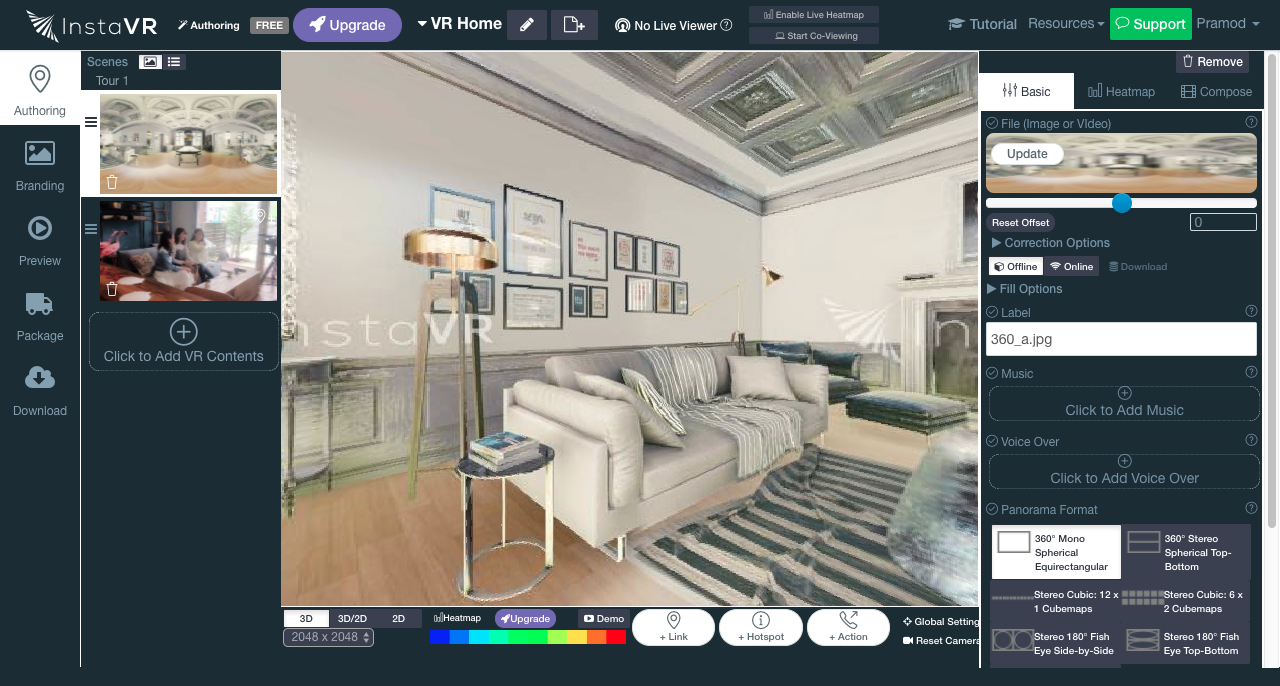 InstaVR
Authoring
FREE
Upgrade
VR Home
No Live Viewer
Enable Live Heatmap
Start Co-Viewing
Tutorial
Resources
Support
Pramod
Authoring
Branding
Preview
Package
Download
Scenes
Tour 1
Click to Add VR Contents
InstaVR
In
3D
3D/2D
2D
Heatmap
Upgrade
Demo
2048 x 2048
+ Link
+ Hotspot
+ Action
Global Setting
Reset Camera
Remove
Basic
Heatmap
Compose
File (Image or VIdeo)
Update
Reset Offset
0
Correction Options
Offline
Online
Download
Fill Options
Label
360_a.jpg
Music
Click to Add Music
Voice Over
Click to Add Voice Over
Panorama Format
360° Mono
Spherical
Equirectangular
360° Stereo
Spherical Top-
Bottom
Stereo Cubic: 12 x
1 Cubemaps
Stereo Cubic: 6 x
2 Cubemaps
Stereo 180° Fish
Eye Side-by-Side
Stereo 180° Fish
Eye Top-Bottom